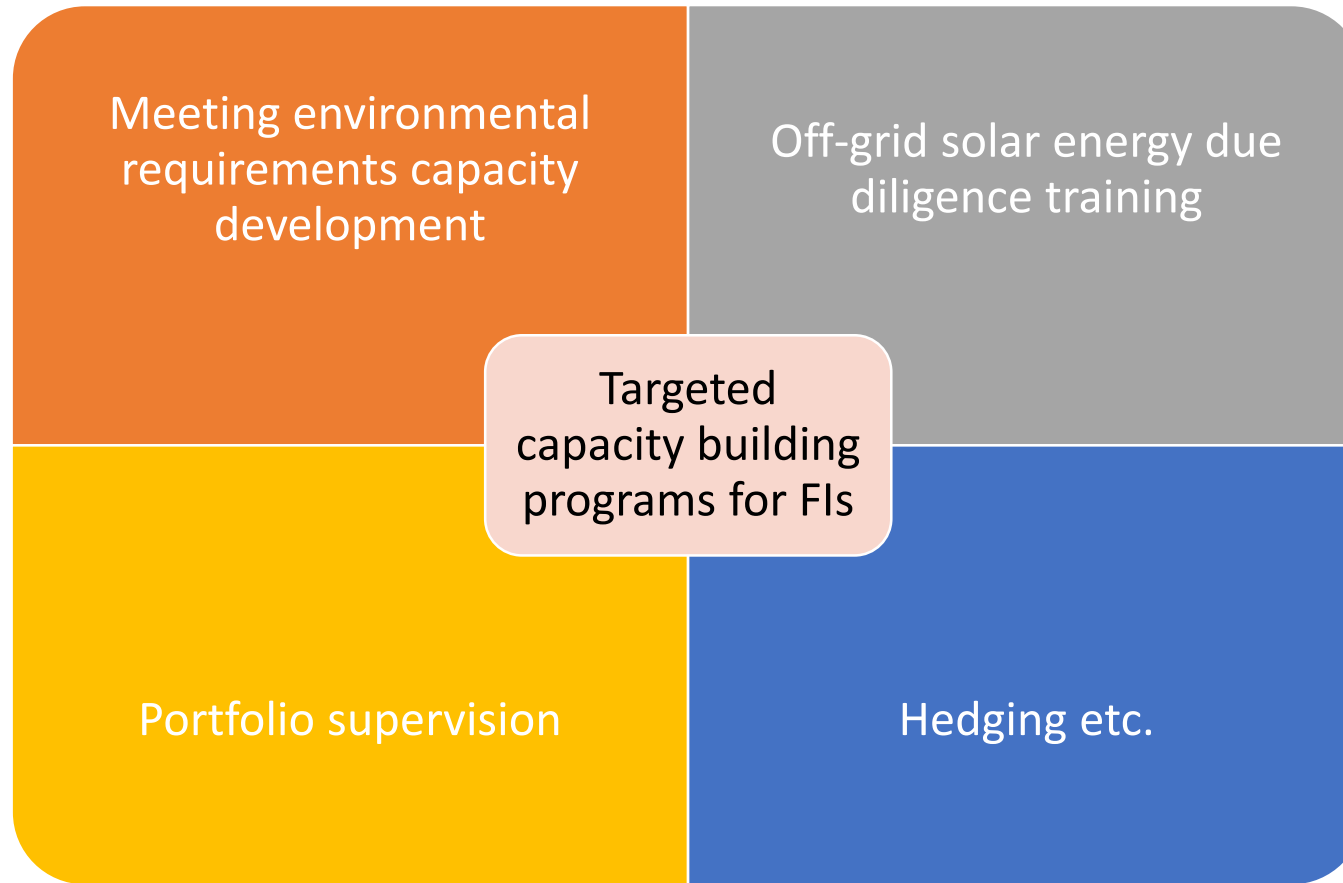 Meeting environmental
requirements capacity
development
Off-grid solar energy due
diligence training
Targeted
capacity building
programs for FIs
Portfolio supervision
Hedging etc.